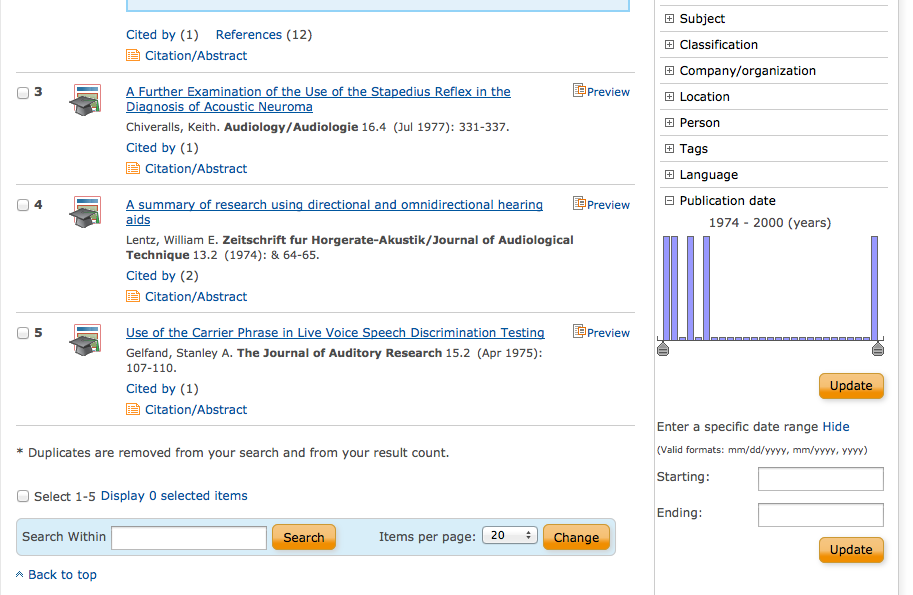 Cited by (1) References (12)
Citation/Abstract
3 A Further Examination of the Use of the Stapedius Reflex in the
Diagnosis of Acoustic Neuroma
Preview
Chiveralls, Keith. Audiology/Audiologie 16.4 (Jul 1977): 331-337.
Cited by (1)
Citation/Abstract
4 A summary of research using directional and omnidirectional hearing
aids
Preview
Lentz, William E. Zeitschrift fur Horgerate-Akustik/Journal of Audiological
Technique 13.2 (1974): & 64-65.
Cited by (2)
Citation/Abstract
5 Use of the Carrier Phrase in Live Voice Speech Discrimination Testing
Preview
Gelfand, Stanley A. The Journal of Auditory Research 15.2 (Apr 1975):
107-110.
Cited by (1)
Citation/Abstract
* Duplicates are removed from your search and from your result count.
Select 1-5 Display 0 selected items
Search Within Search Items per page: 20 Change
Back to top
Subject
Classification
Company/organization
Location
Person
Tags
Language
Publication date
1974 - 2000 (years)
Update
Enter a specific date range Hide
(Valid formats: mm/dd/yyyy, mm/yyyy, yyyy)
Starting:
Ending:
Update